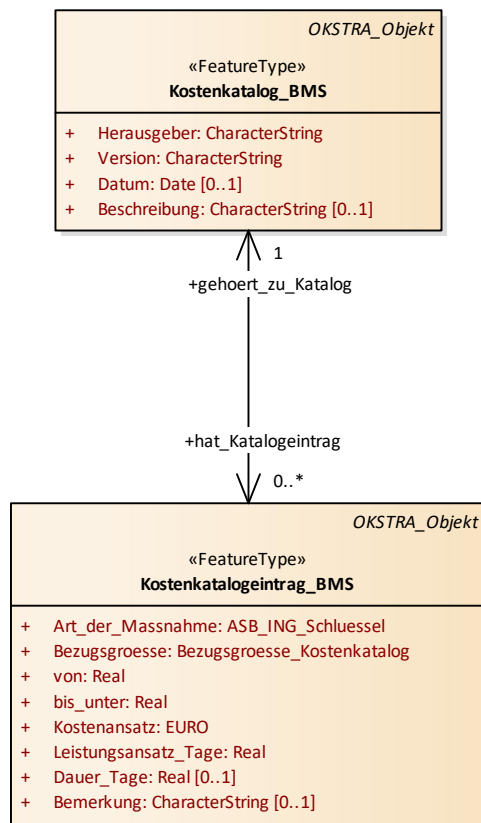 OKSTRA_Objekt
«FeatureType»
Kostenkatalog_BMS
+ Herausgeber: CharacterString
+ Version: CharacterString
+ Datum: Date [0..1]
+ Beschreibung: CharacterString [0..1]
1
+gehoert_zu_Katalog
+hat_Katalogeintrag
0..*
OKSTRA_Objekt
«FeatureType»
Kostenkatalogeintrag_BMS
+ Art_der_Massnahme: ASB_ING_Schluessel
+ Bezugsgroesse: Bezugsgroesse_Kostenkatalog
+ von: Real
+ bis_unter: Real
+ Kostenansatz: EURO
+ Leistungsansatz_Tage: Real
+ Dauer_Tage: Real [0..1]
+ Bemerkung: CharacterString [0..1]